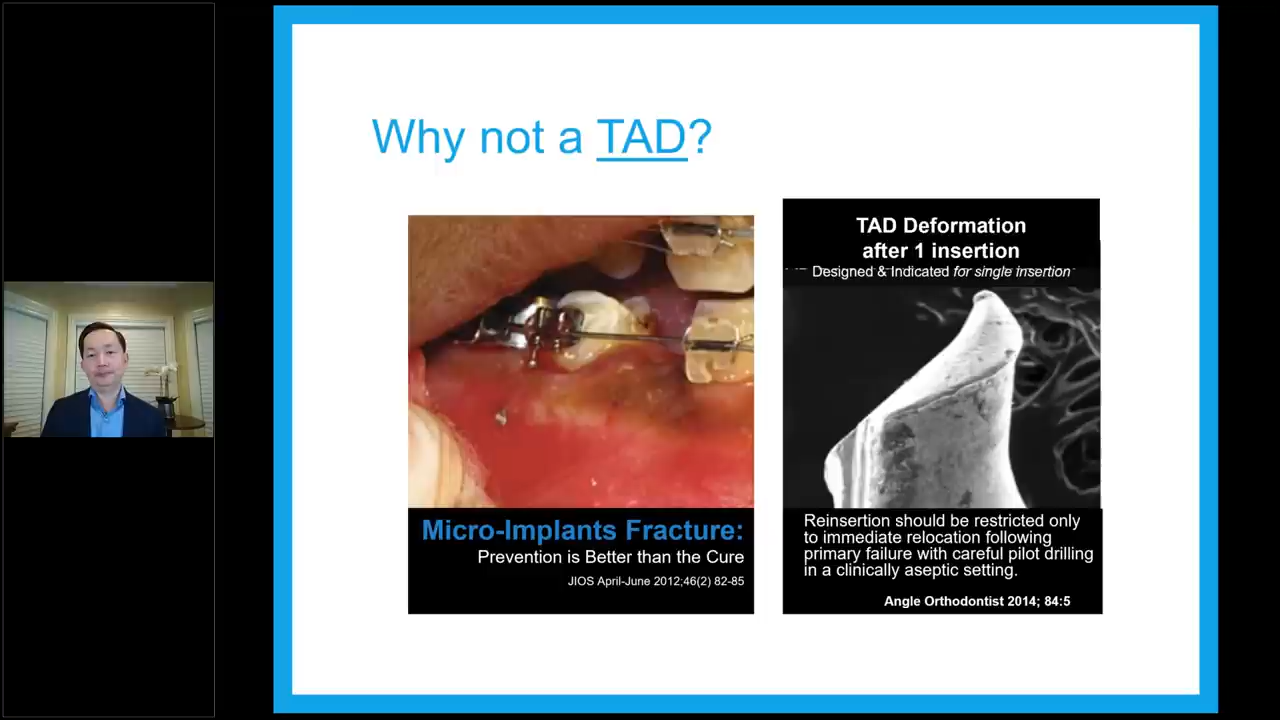 Why not a TAD?
Micro-Implants Fracture:
Prevention is Better than the Cure
JIOS April-June 2012;46(2) 82-85
TAD Deformation
after 1 insertion
Designed & Indicated for single insertion
Reinsertion should be restricted only
to immediate relocation following
primary failure with careful pilot drilling
in a clinically aseptic setting.
Angle Orthodontist 2014; 84:5